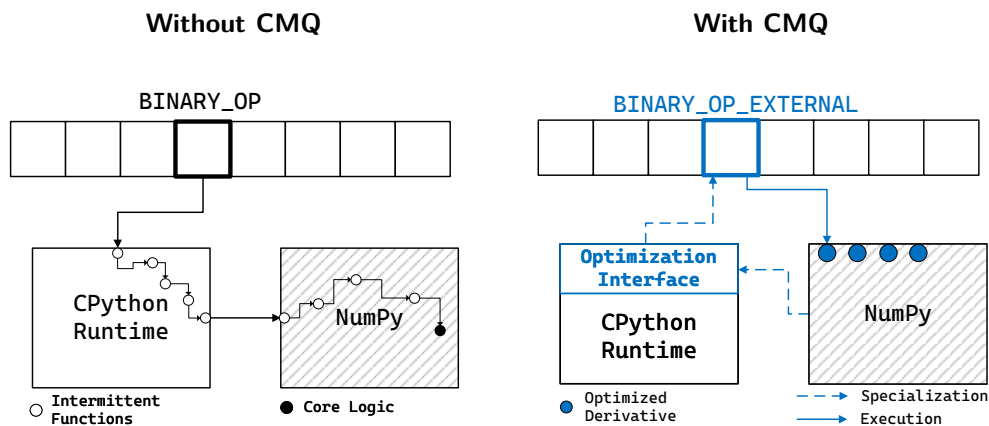 Without CMQ
BINARY_OP
CPython
Runtime
NumPy
Intermittent
Functions
Core Logic
With CMQ
BINARY_OP_EXTERNAL
Optimization
Interface
CPython
Runtime
NumPy
Optimized
Derivative
Specialization
Execution